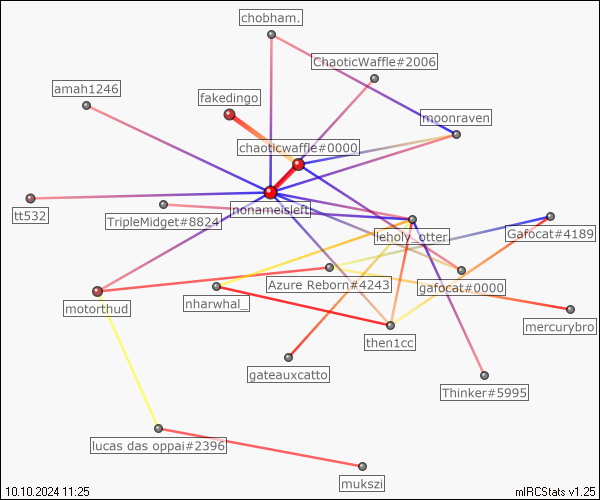 chobham.
ChaoticWaffle#2006
amah1246
fakedingo
moonraven
chaoticwaffle#0000
nonameisleft
tt532
TripleMidget#8824
leholy_otter
Gafocat#4189
Azure Reborn#4243
gafocat#0000
motorthud
nharwhal_
mercurybro
then1cc
gateauxcatto
Thinker#5995
lucas das oppai#2396
mukszi
10.10.2024 11:25
mIRCStats v1.25